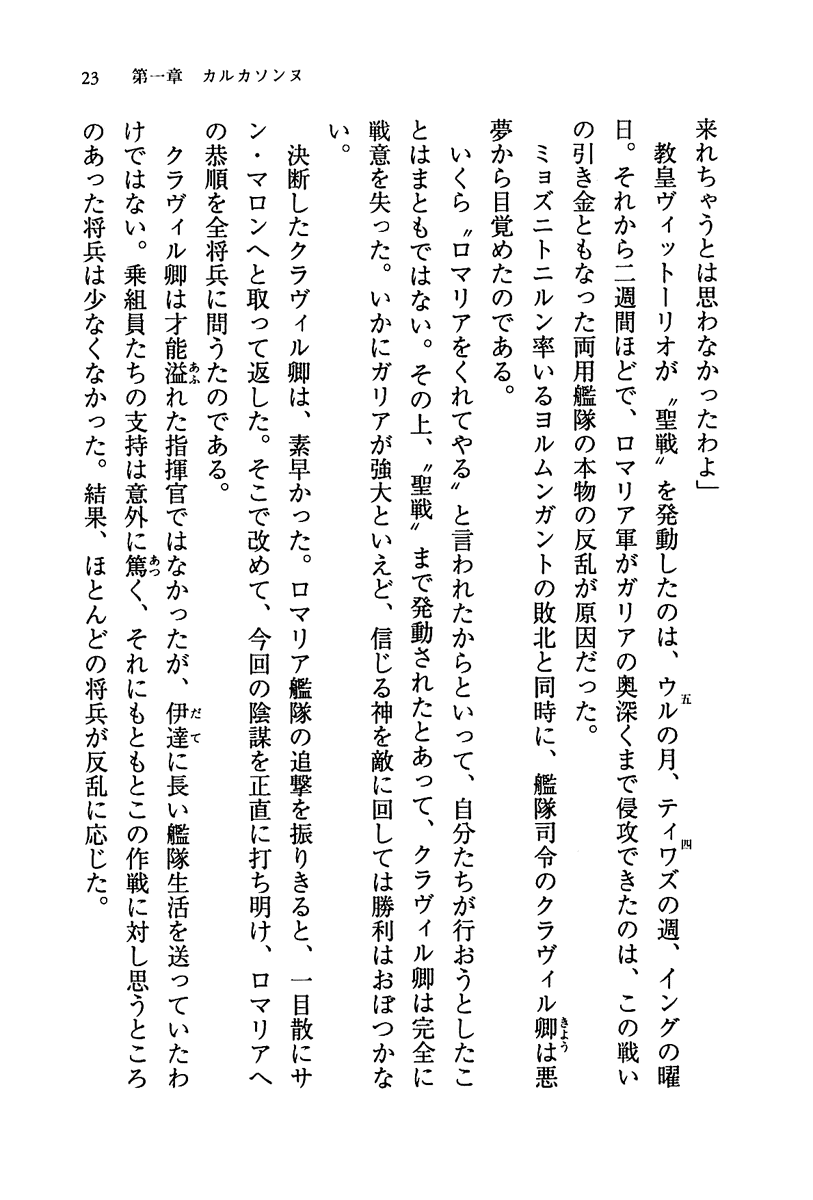 23　第一章　カルカソンヌ
来れちゃうとは思わなかったわよ」
　教皇ヴィットーリオが〝聖戦〟を発動したのは、ウルの月、ティワズの週、イングの曜
五
四
日。それから二週間ほどで、ロマリア軍がガリアの奥深くまで侵攻できたのは、この戦い
の引き金ともなった両用艦隊の本物の反乱が原因だった。
　ミョズニトニルン率いるヨルムンガントの敗北と同時に、艦隊司令のクラヴィル卿は悪
きょう
夢から目覚めたのである。
　いくら〝ロマリアをくれてやる〟と言われたからといって、自分たちが行おうとしたこ
とはまともではない。その上、〝聖戦〟まで発動されたとあって、クラヴィル卿は完全に
戦意を失った。いかにガリアが強大といえど、信じる神を敵に回しては勝利はおぼつかな
い。
　決断したクラヴィル卿は、素早かった。ロマリア艦隊の追撃を振りきると、一目散にサ
ン・マロンへと取って返した。そこで改めて、今回の陰謀を正直に打ち明け、ロマリアへ
の恭順を全将兵に問うたのである。
　クラヴィル卿は才能溢れた指揮官ではなかったが、伊達に長い艦隊生活を送っていたわ
あふ
だて
けではない。乗組員たちの支持は意外に篤く、それにもともとこの作戦に対し思うところ
あつ
のあった将兵は少なくなかった。結果、ほとんどの将兵が反乱に応じた。